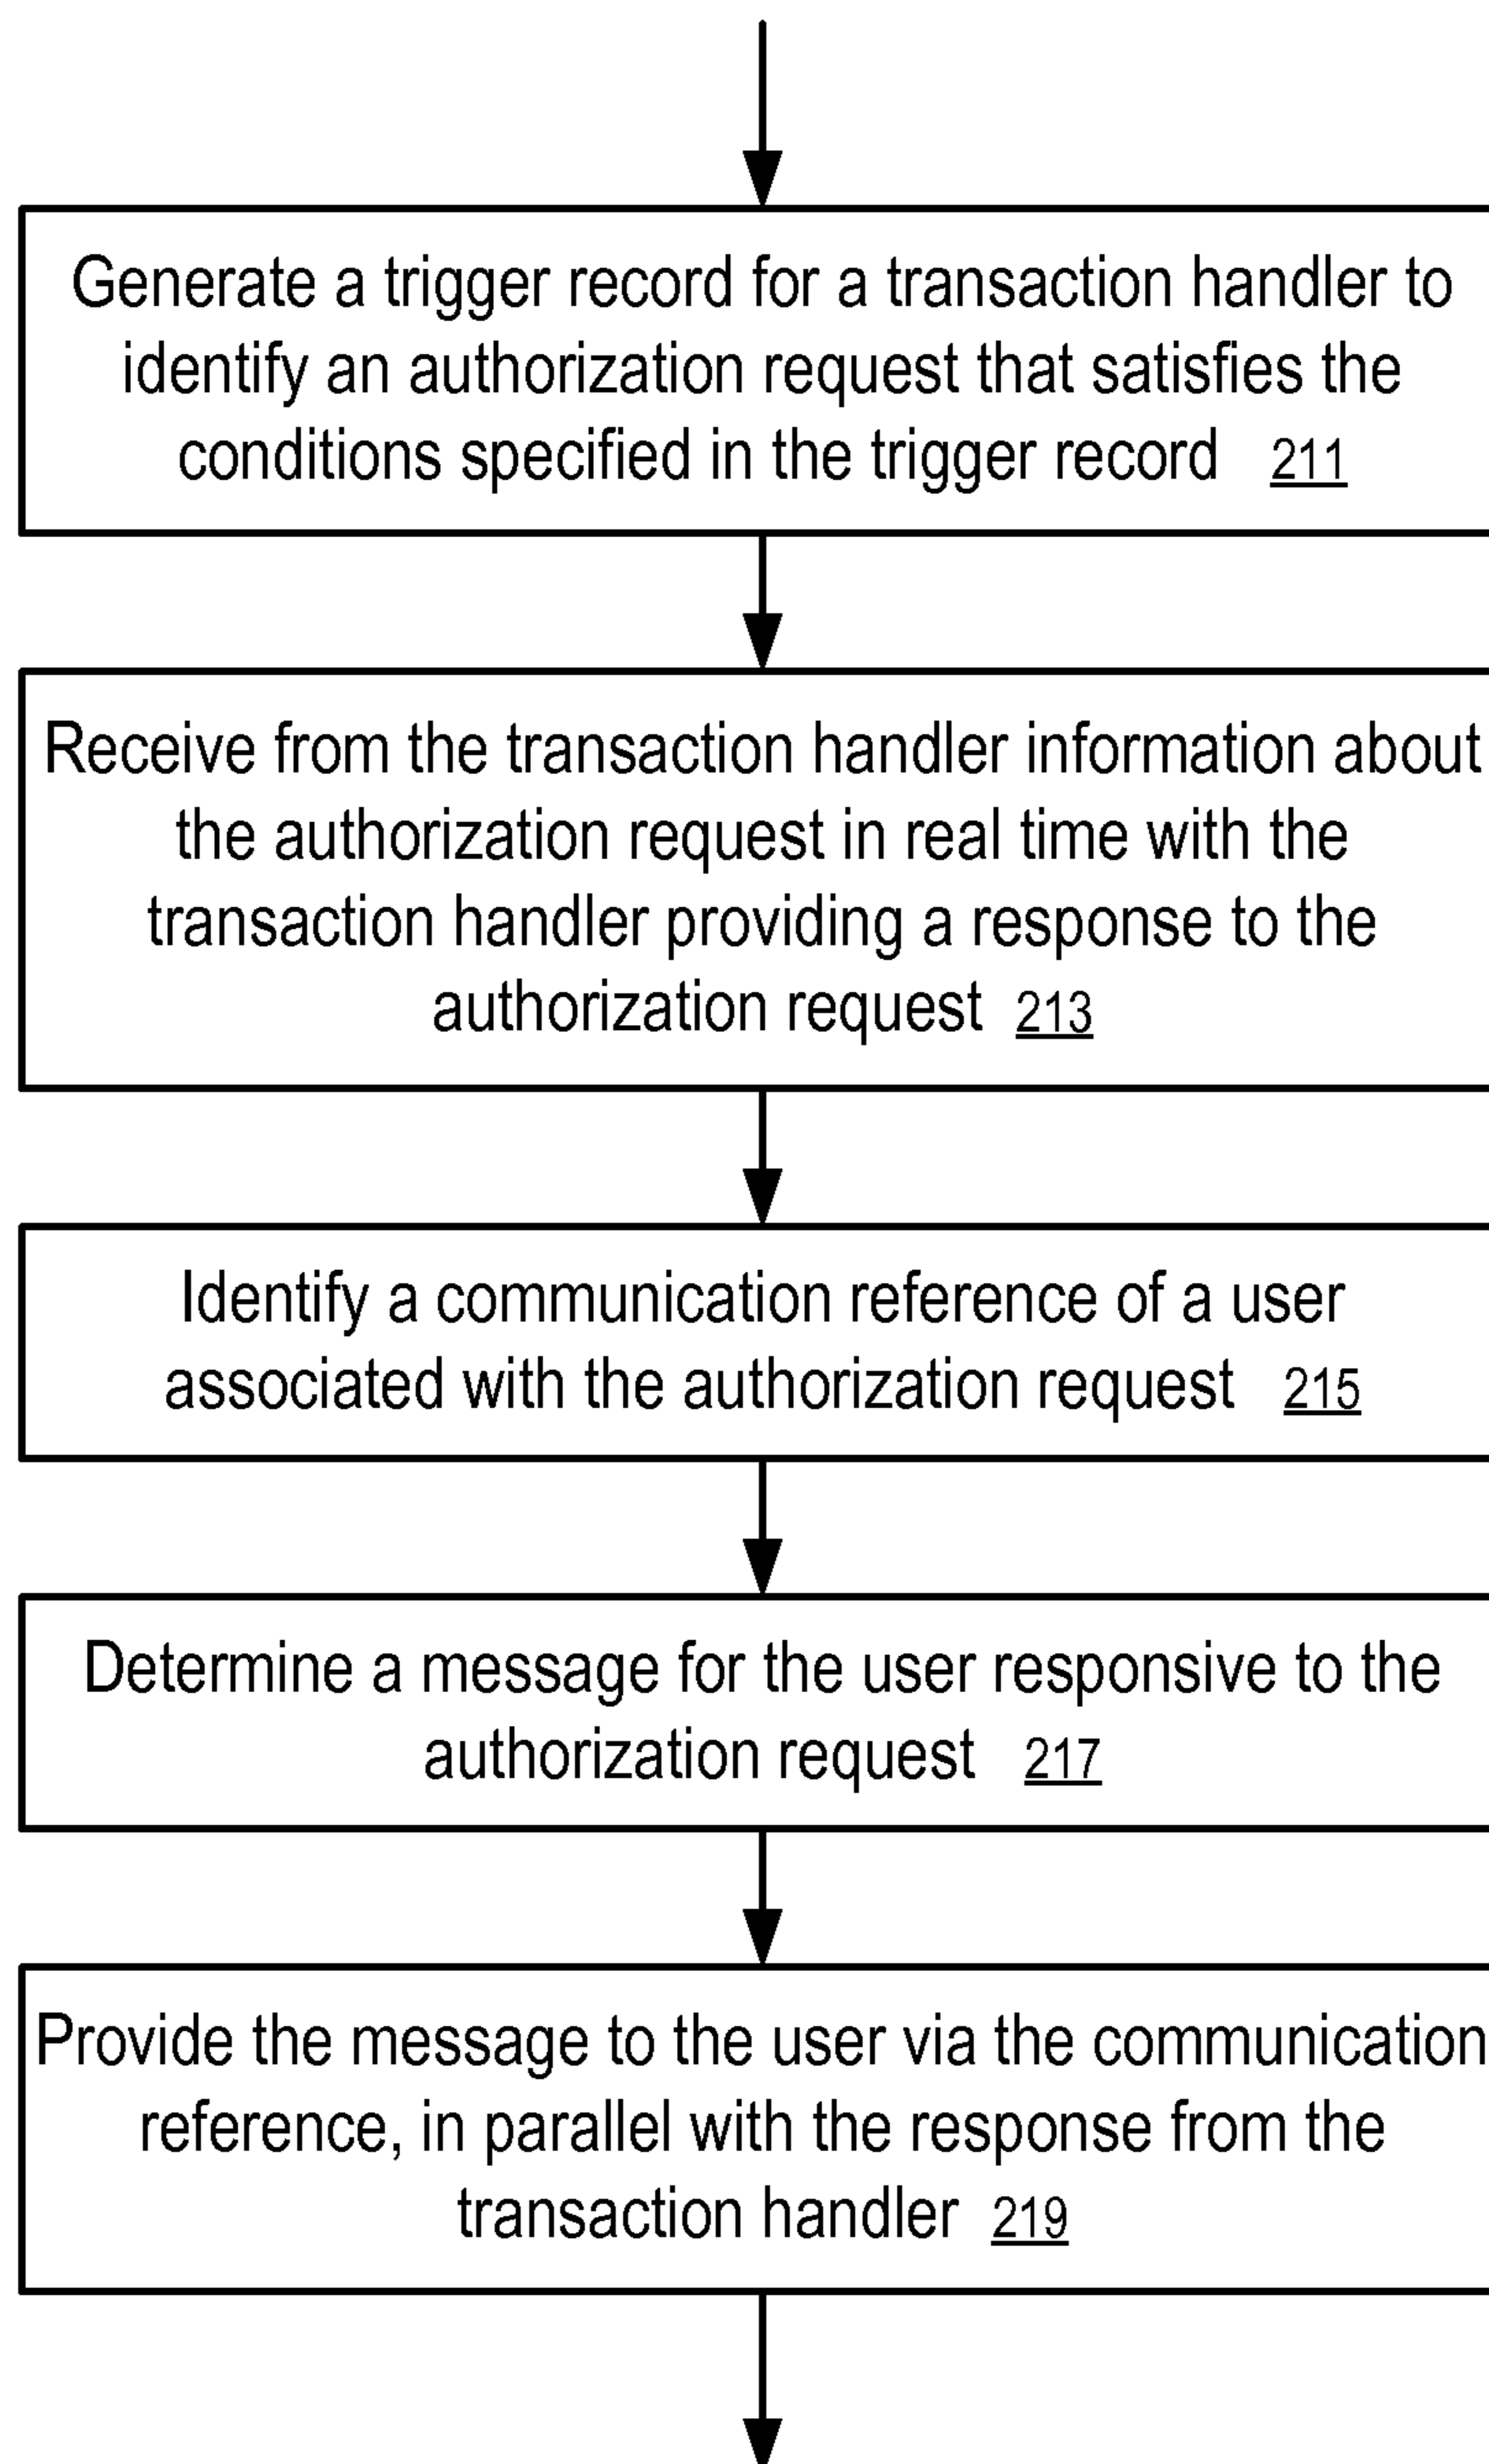 Generate a trigger record for a transaction handler to
identify an authorization request that satisfies the
conditions specified in the trigger record 211
Receive from the transaction handler information about
the authorization request in real time with the
transaction handler providing a response to the
authorization request 213
Identify a communication reference of a user
associated with the authorization request 215
Determine a message for the user responsive to the
authorization request 217
Provide the message to the user via the communication
reference, in parallel with the response from the
transaction handler 219